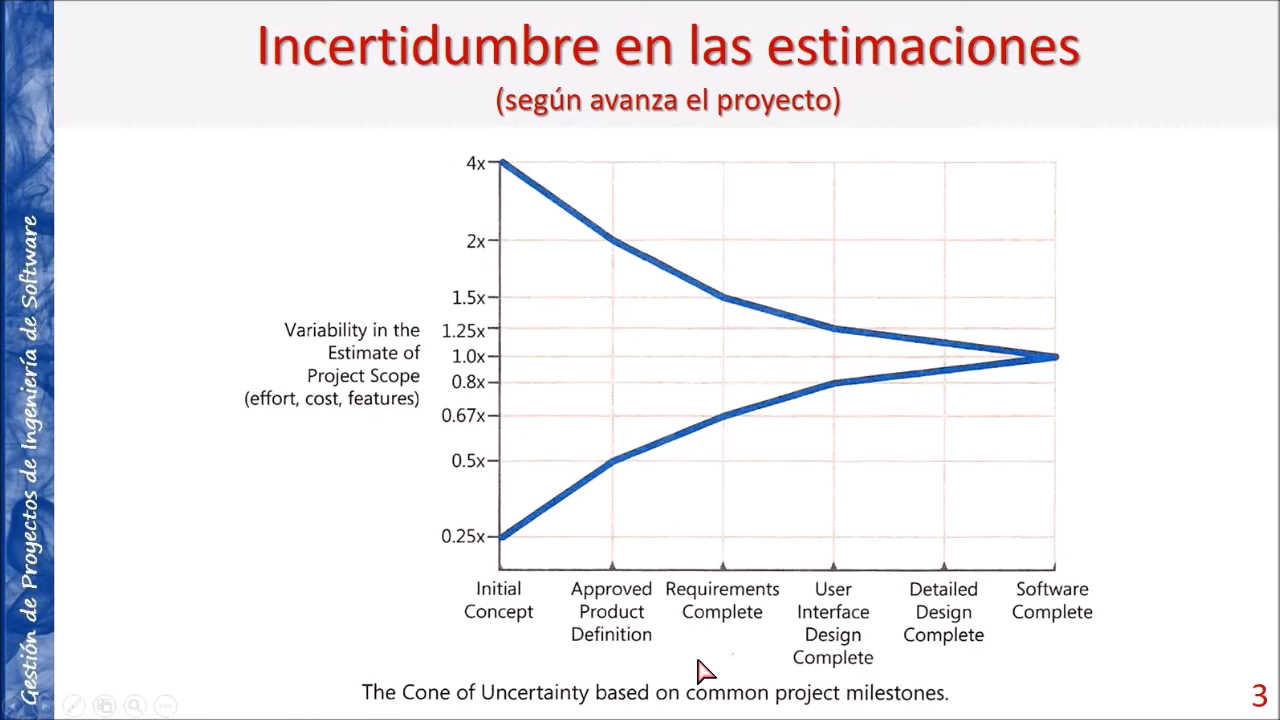 Incertidumbre en las estimaciones
(según avanza el proyecto)
Gestión de Proyectos de Ingeniería de Software
4x
2x
1.5x
1.25x
1.0x
0.8x
0.67x
0.5x
0.25x
Variability in the
Estimate of
Project Scope
(effort, cost, features)
Initial
Concept
Approved
Product
Definition
Requirements
Complete
User
Interface
Design
Complete
Detailed
Design
Complete
Software
Complete
The Cone of Uncertainty based on common project milestones.
3